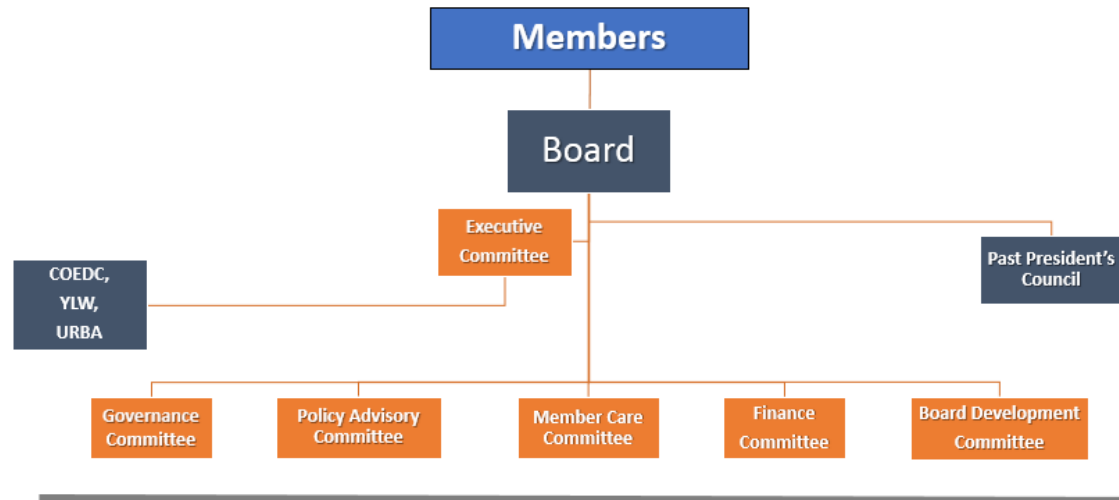 Members
Board
Executive
Committee
Past President's
Council
COEDC,
YLW,
URBA
Governance
Committee
Policy Advisory
Committee
Member Care
Committee
Finance
Committee
Board Development
Committee